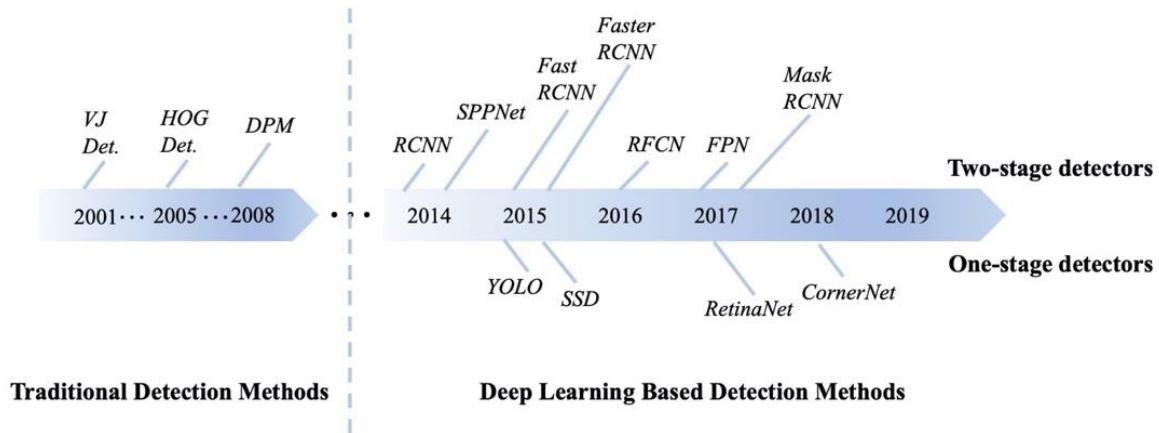 Faster
RCNN
Fast
RCNN
Mask
RCNN
VJ
Det.
HOG
Det.
DPM
SPPNet
RCNN
RFCN
FPN
Two-stage detectors
2001 ··· 2005 ··· 2008 ··· 2014 2015 2016 2017 2018 2019
One-stage detectors
YOLO
SSD
RetinaNet
CornerNet
Traditional Detection Methods
Deep Learning Based Detection Methods